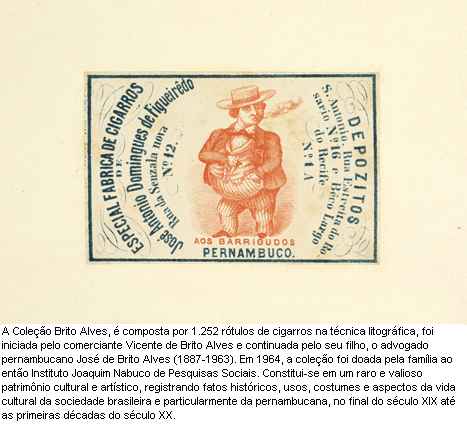 ESPECIAL FABRICA DE CIGARROS
DE
José Antonio Domingues de Figueirêdo
Rua da Senzala nova
Nº 42.
DEPOZITOS
S. Antonio, Rua Estreita do Ro
sario Nº 16 e Bêco Largo
do Recife
Nº 1 A
AOS BARRIGUDOS
PERNAMBUCO.
A Coleção Brito Alves, é composta por 1.252 rótulos de cigarros na técnica litográfica, foi
iniciada pelo comerciante Vicente de Brito Alves e continuada pelo seu filho, o advogado
pernambucano José de Brito Alves (1887-1963). Em 1964, a coleção foi doada pela família ao
então Instituto Joaquim Nabuco de Pesquisas Sociais. Constitui-se em um raro e valioso
patrimônio cultural e artístico, registrando fatos históricos, usos, costumes e aspectos da vida
cultural da sociedade brasileira e particularmente da pernambucana, no final do século XIX até
as primeiras décadas do século XX.